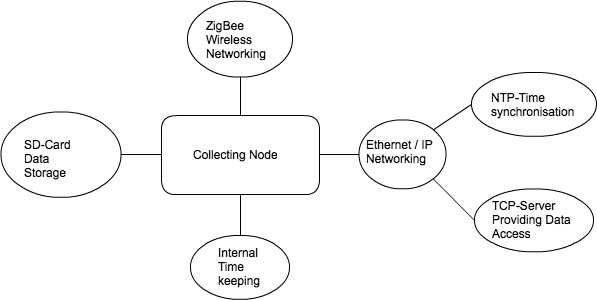 ZigBee
Wireless
Networking
NTP-Time
synchronisation
SD-Card
Data
Storage
Collecting Node
Ethernet / IP
Networking
TCP-Server
Providing Data
Access
Internal
Time
keeping